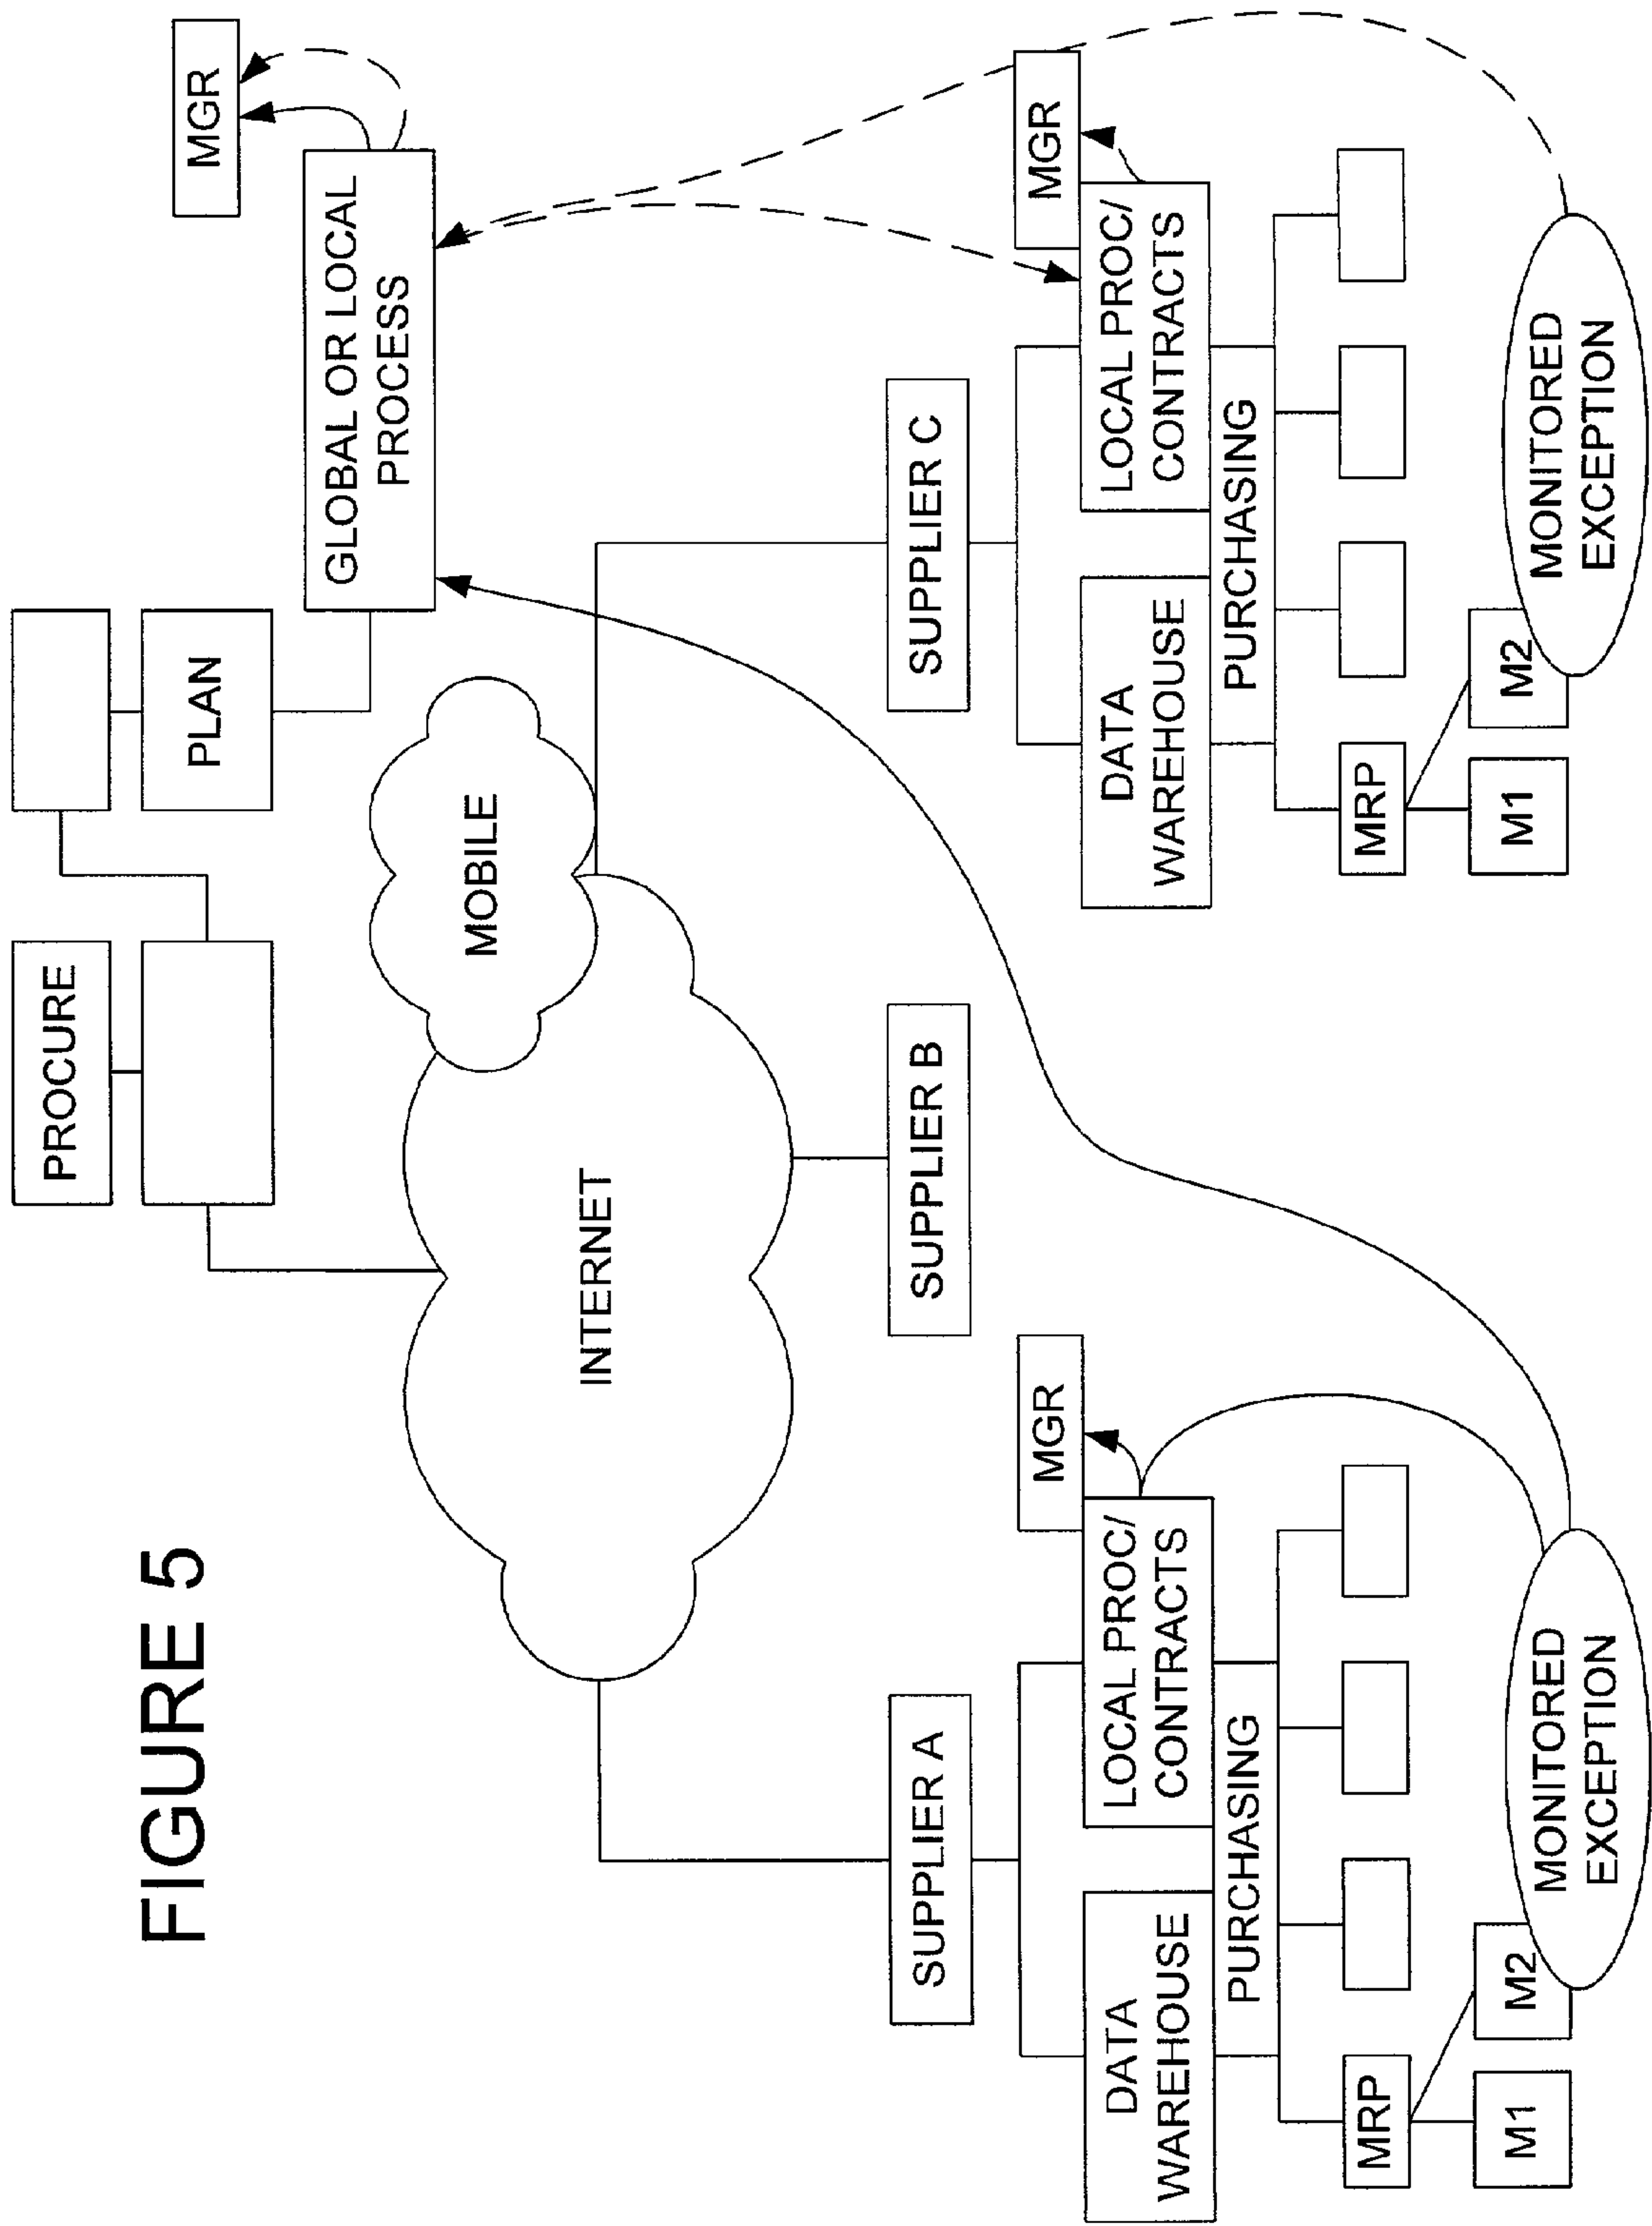 FIGURE 5
PROCURE
PLAN
MGR
GLOBAL OR LOCAL
PROCESS
MOBILE
INTERNET
SUPPLIER A
SUPPLIER B
SUPPLIER C
MGR
DATA
WAREHOUSE
LOCAL PROC/
CONTRACTS
PURCHASING
MRP
M1
M2
MONITORED
EXCEPTION
MGR
DATA
WAREHOUSE
LOCAL PROC/
CONTRACTS
PURCHASING
MRP
M1
M2
MONITORED
EXCEPTION